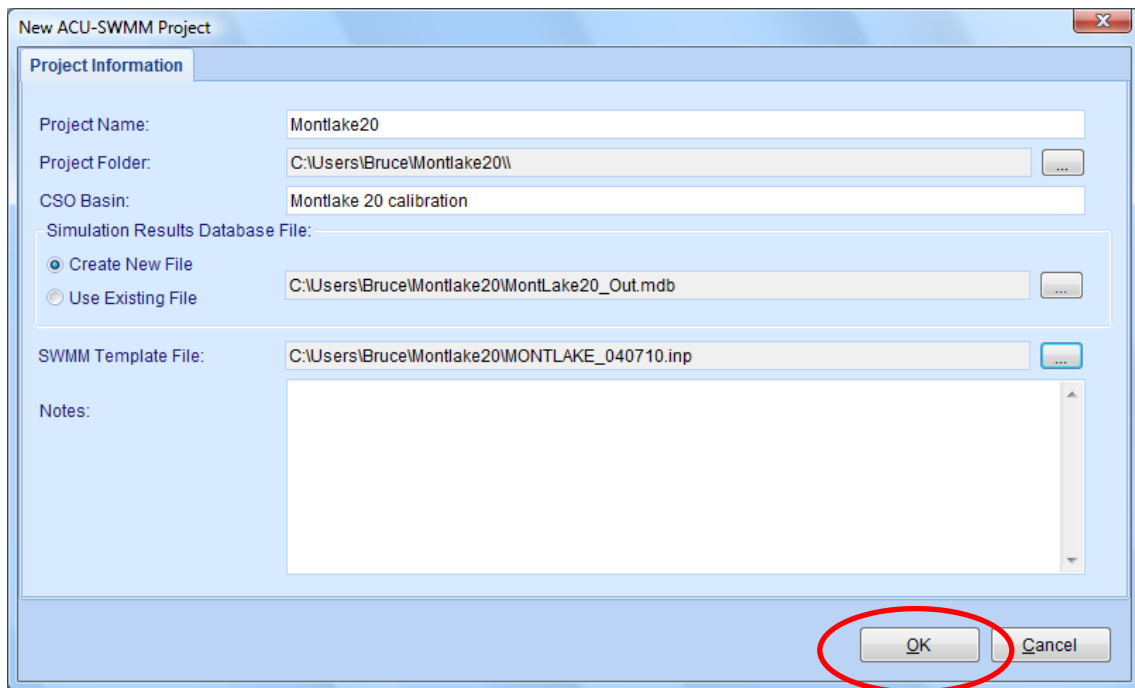 New ACU-SWMM Project
Project Information
Project Name: Montlake20
Project Folder: C:\Users\Bruce\Montlake20\\ ...
CSO Basin: Montlake 20 calibration
Simulation Results Database File:
Create New File
C:\Users\Bruce\Montlake20\MontLake20_Out.mdb ...
Use Existing File
SWMM Template File: C:\Users\Bruce\Montlake20\MONTLAKE_040710.inp ...
Notes:
OK Cancel